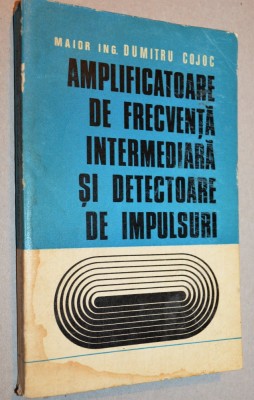 MAIOR ING. DUMITRU COJOC
AMPLIFICATOARE
DE FRECVENȚĂ
INTERMEDIARĂ
ȘI DETECTOARE
DE IMPULSURI